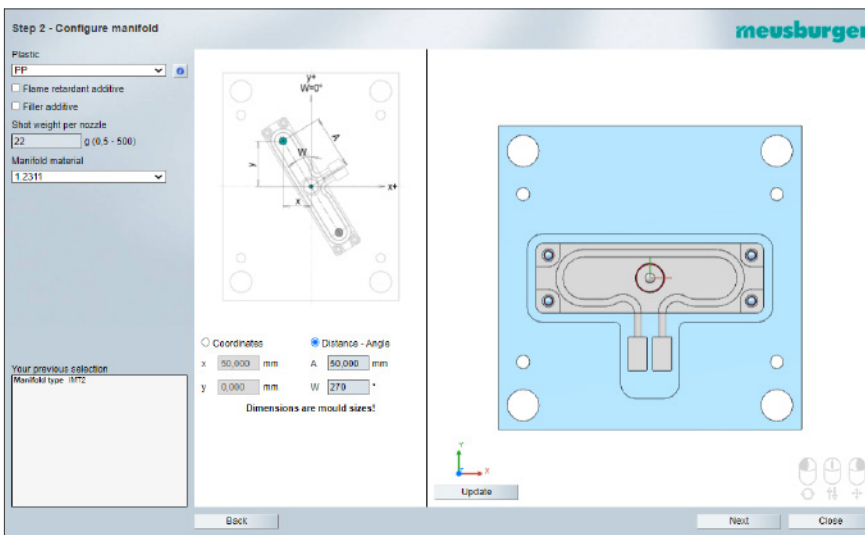 Step 2 - Configure manifold
meusburger
Plastic
PP
Flame retardant additive
Filler additive
Shot weight per nozzle
22 g (0,5 - 500)
Manifold material
1.2311
Your previous selection
Manifold type IMT2
y+
W=0°
A
W
y
x+
x
Coordinates
Distance - Angle
x 50,000 mm
A 50,000 mm
y 0,000 mm
W 270 °
Dimensions are mould sizes!
Y
X
Update
Back
Next
Close